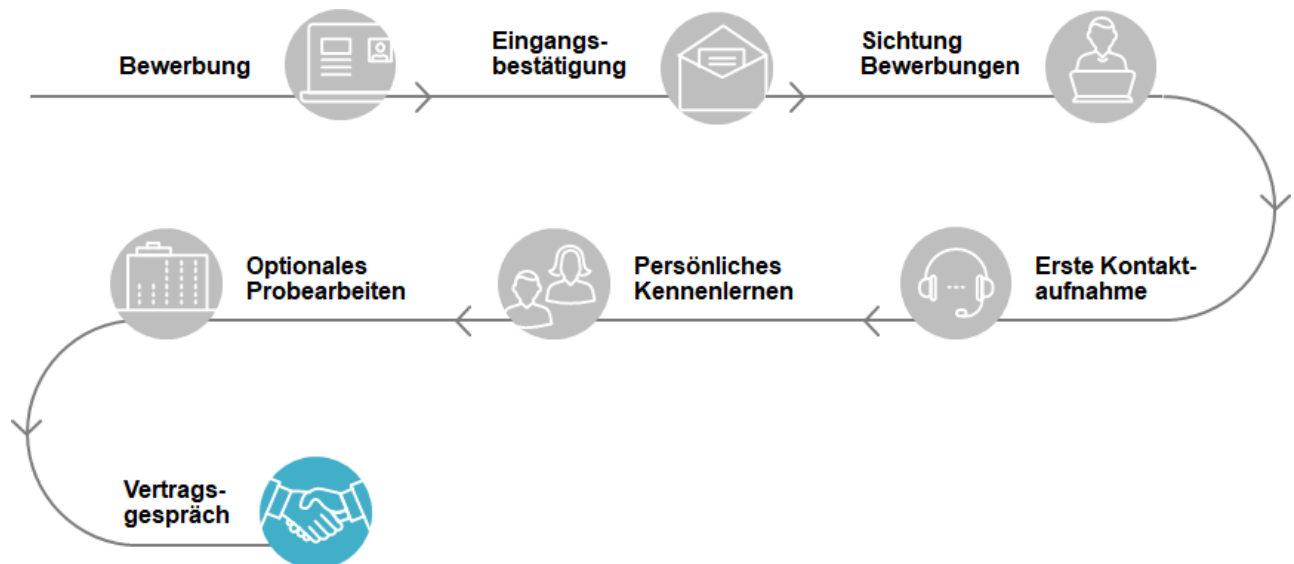 Bewerbung
Eingangs-
bestätigung
Sichtung
Bewerbungen
Erste Kontakt-
aufnahme
Persönliches
Kennenlernen
Optionales
Probearbeiten
Vertrags-
gespräch